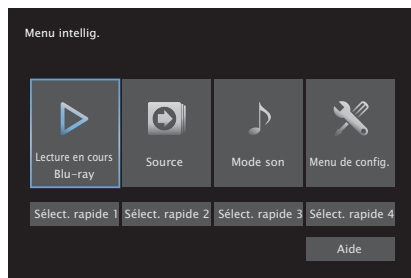 Menu intellig.
Lecture en cours
Blu-ray
Source
Mode son
Menu de config.
Sélect. rapide 1
Sélect. rapide 2
Sélect. rapide 3
Sélect. rapide 4
Aide